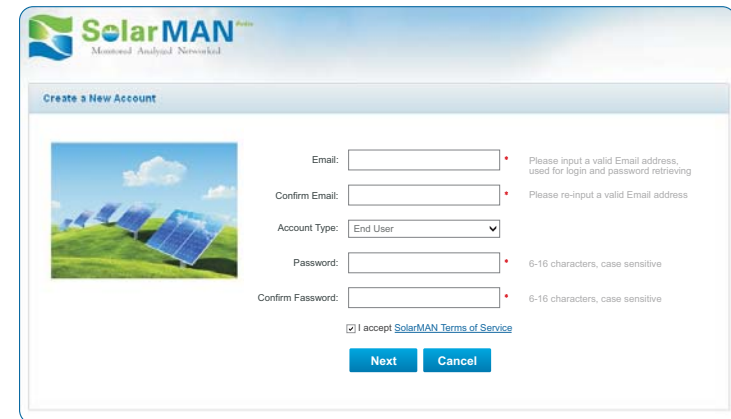 SolarMAN
Monitored Analyzed Networked
Create a New Account
Email:
*
Please input a valid Email address,
used for login and password retrieving
Confirm Email:
*
Please re-input a valid Email address
Account Type:
End User
Password:
*
6-16 characters, case sensitive
Confirm Fassword:
*
6-16 characters, case sensitive
I accept SolarMAN Terms of Service
Next
Cancel